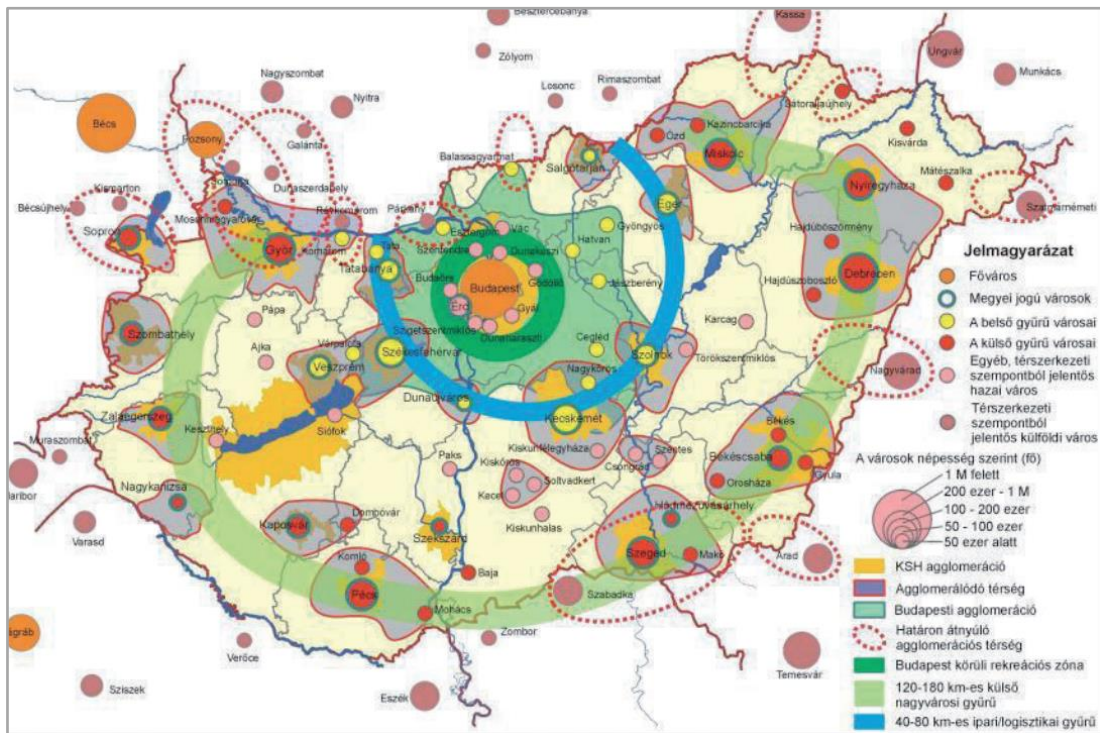 Besztercebánya
Kassa
Zólyom
Ungvár
Munkács
Nagyszombat
Nyitra
Losonc
Rimaszombat
Sátoraljaújhely
Bécs
Pozsony
Galánta
Ózd
Kazincbarcika
Kisvárda
Balassagyarmat
Salgótarján
Miskolc
Mátészalka
Kismarton
Dunaszerdahely
Nyíregyháza
Bécsújhely
Mosonmagyaróvár
Révkomárom
Párkány
Eger
Szatmárnémeti
Sopron
Győr
Komárom
Tata
Esztergom
Vác
Gyöngyös
Hatvan
Hajdúböszörmény
Szentendre
Dunakeszi
Tatabánya
Budaörs
Gödöllő
Jászberény
Debrecen
Budapest
Hajdúszoboszló
Érd
Gyál
Pápa
Szigetszentmiklós
Dunaharaszti
Karcag
Szombathely
Várpalota
Székesfehérvár
Cegléd
Szolnok
Törökszentmiklós
Ajka
Veszprém
Nagykőrös
Nagyvárad
Dunaújváros
Zalaegerszeg
Keszthely
Siófok
Kecskemét
Békés
Muraszombat
Kiskunfélegyháza
Szentes
Békéscsaba
Paks
Kiskőrös
Csongrád
Gyula
Maribor
Nagykanizsa
Soltvadkert
Orosháza
Kecel
Dombóvár
Hódmezővásárhely
Varasd
Kaposvár
Szekszárd
Kiskunhalas
Komló
Szeged
Makó
Arad
Baja
Pécs
Szabadka
Mohács
Zágráb
Zombor
Verőce
Temesvár
Sziszek
Eszék
Jelmagyarázat
Főváros
Megyei jogú városok
A belső gyűrű városai
A külső gyűrű városai
Egyéb, térszerkezeti
szempontból jelentős
hazai város
Térszerkezeti
szempontból
jelentős külföldi város
A városok népesség szerint (fő)
1 M felett
200 ezer - 1 M
100 - 200 ezer
50 - 100 ezer
50 ezer alatt
KSH agglomeráció
Agglomerálódó térség
Budapesti agglomeráció
Határon átnyúló
agglomerációs térség
Budapest körüli rekreációs zóna
120-180 km-es külső
nagyvárosi gyűrű
40-80 km-es ipari/logisztikai gyűrű